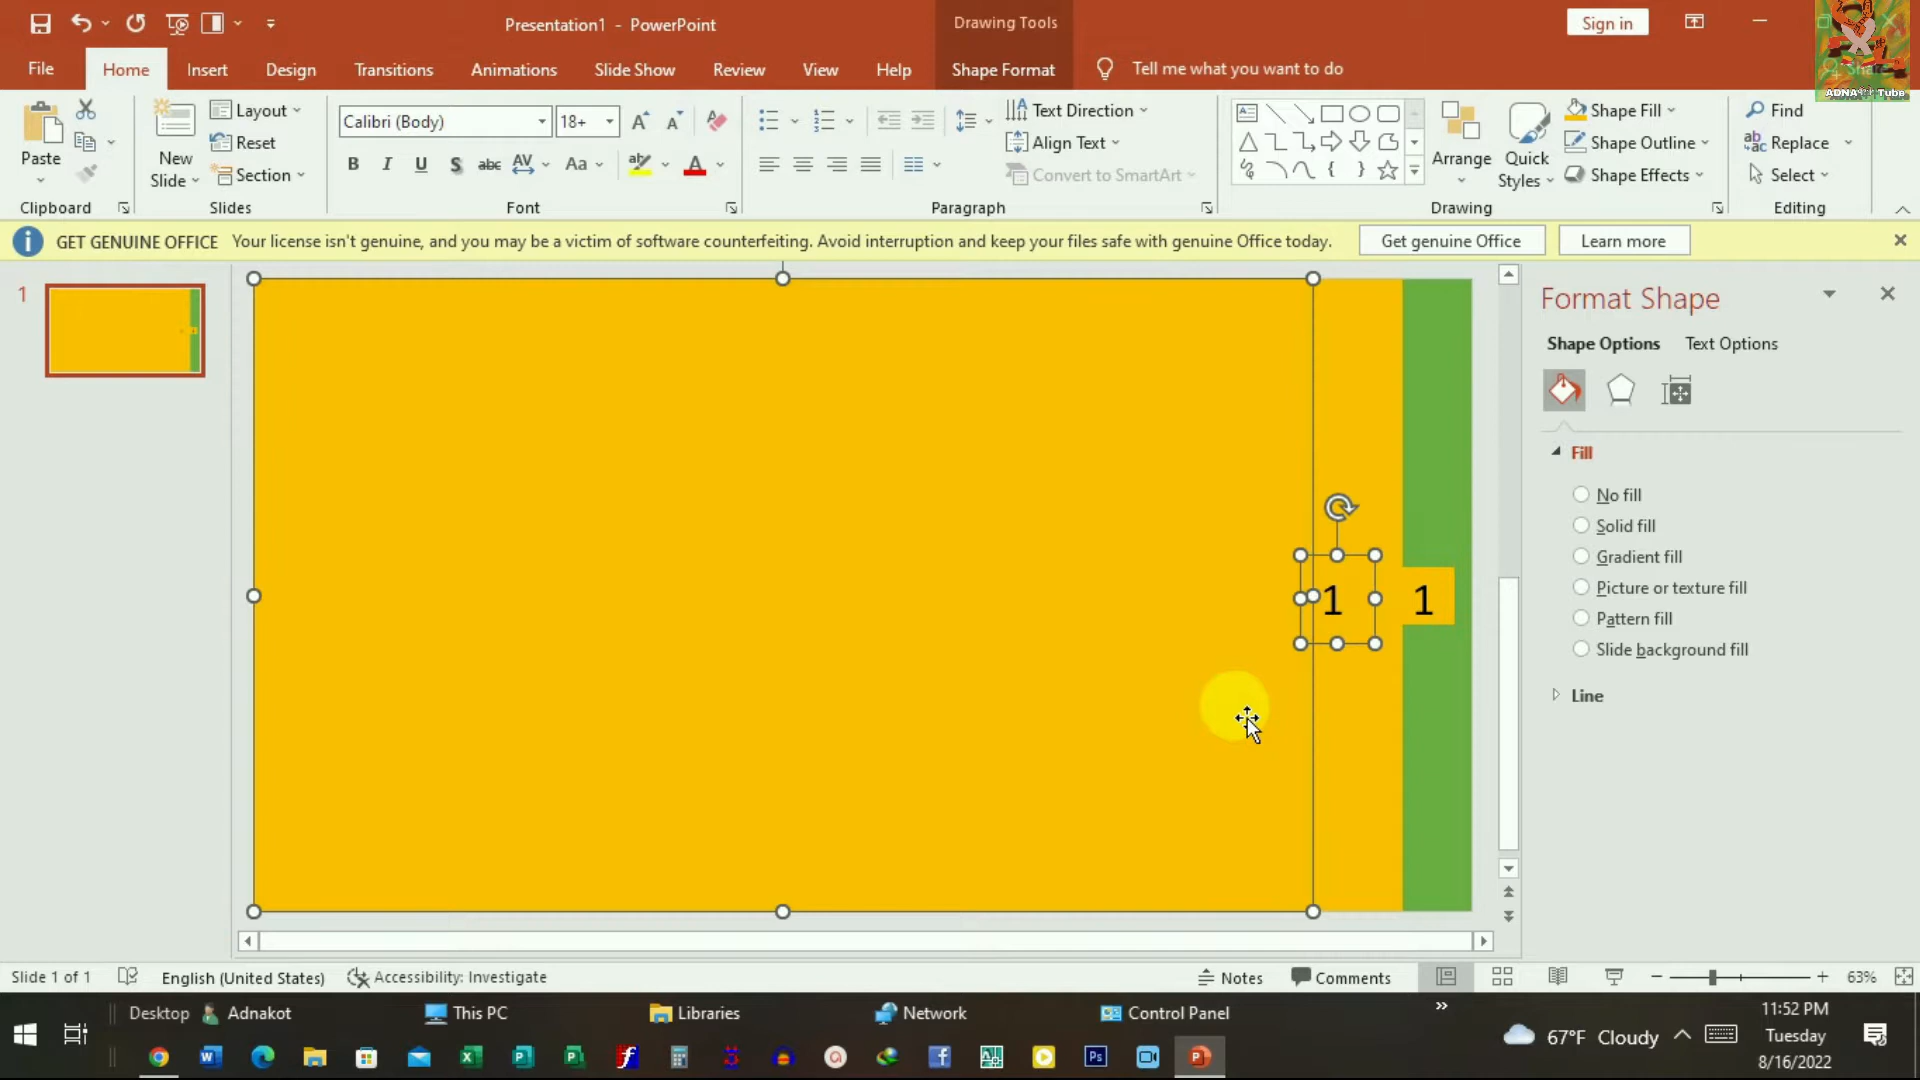 Presentation1 - PowerPoint
Drawing Tools
Sign in
File
Home
Insert
Design
Transitions
Animations
Slide Show
Review
View
Help
Shape Format
Tell me what you want to do
ADNA Tube
Paste
Clipboard
New
Slide
Layout
Reset
Section
Slides
Calibri (Body)
18+
B I U S abc AV Aa A
Font
Text Direction
Align Text
Convert to SmartArt
Paragraph
Arrange
Quick
Styles
Shape Fill
Shape Outline
Shape Effects
Drawing
Find
Replace
Select
Editing
GET GENUINE OFFICE Your license isn't genuine, and you may be a victim of software counterfeiting. Avoid interruption and keep your files safe with genuine Office today.
Get genuine Office
Learn more
1
1
1
Format Shape
Shape Options
Text Options
Fill
No fill
Solid fill
Gradient fill
Picture or texture fill
Pattern fill
Slide background fill
Line
Slide 1 of 1
English (United States)
Accessibility: Investigate
Notes
Comments
63%
Desktop
Adnakot
This PC
Libraries
Network
Control Panel
67°F Cloudy
11:52 PM
Tuesday
8/16/2022